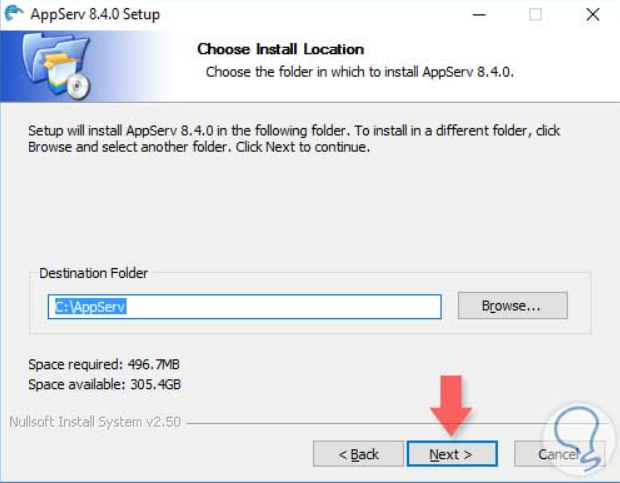 AppServ 8.4.0 Setup
Choose Install Location
Choose the folder in which to install AppServ 8.4.0.
Setup will install AppServ 8.4.0 in the following folder. To install in a different folder, click
Browse and select another folder. Click Next to continue.
Destination Folder
C:\AppServ
Browse...
Space required: 496.7MB
Space available: 305.4GB
Nullsoft Install System v2.50
< Back
Next >
Cancel